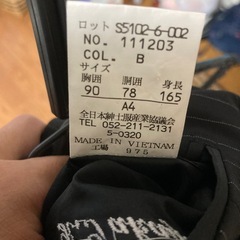 ロット S5102-6-002
NO. 111203
COL. B
サイズ
胸囲 胴囲 身長
90 78 165
A4
全日本紳士服産業協議会
TEL 052-211-2131
S-0320
MADE IN VIETNAM
工場 975